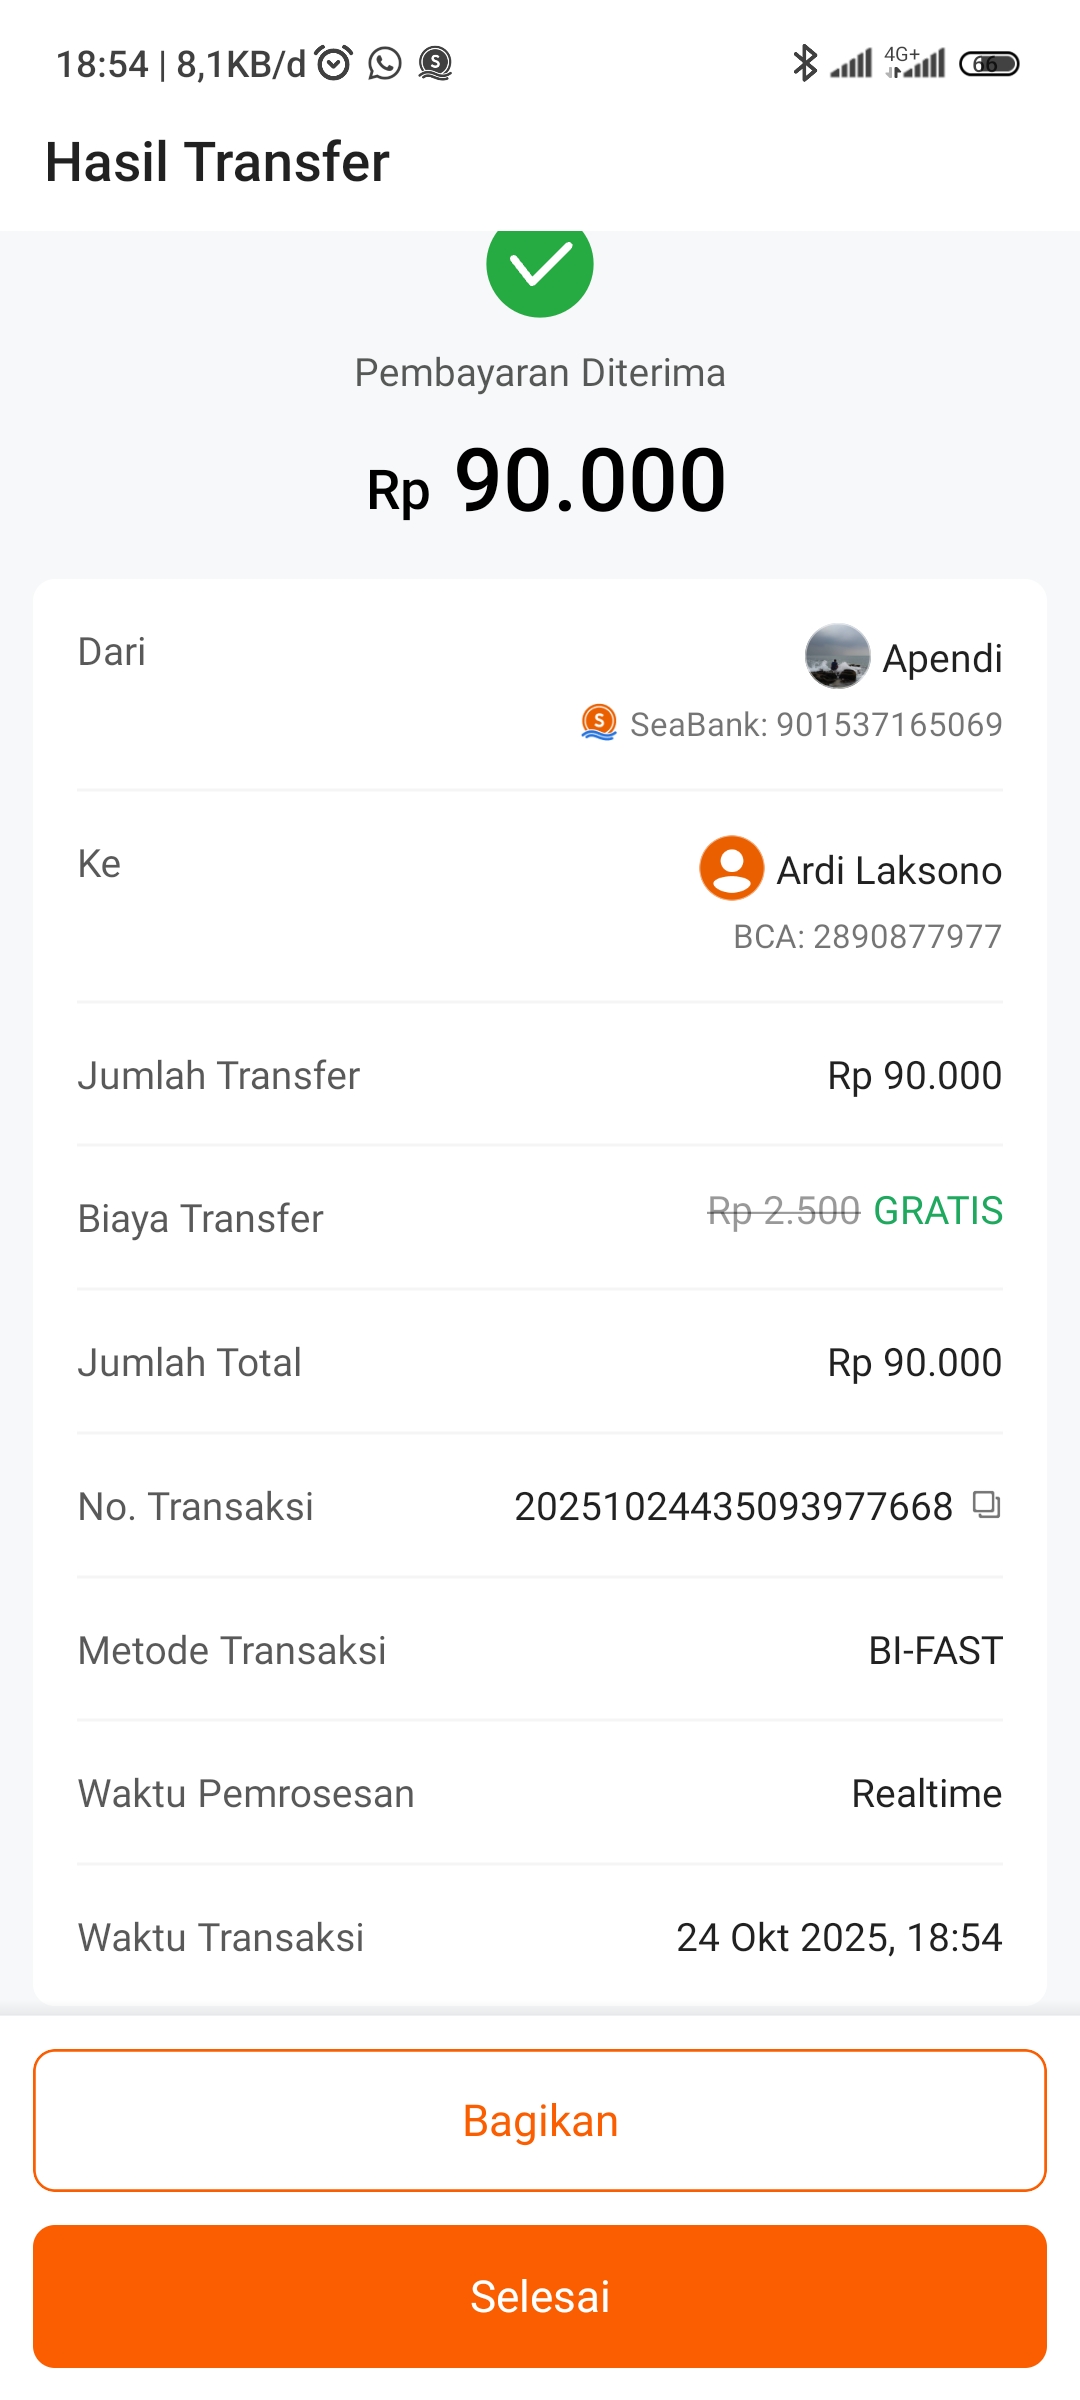 18:54 | 8,1KB/d
4G+
66
Hasil Transfer
Pembayaran Diterima
Rp 90.000
Dari
Apendi
SeaBank: 901537165069
Ke
Ardi Laksono
BCA: 2890877977
Jumlah Transfer Rp 90.000
Biaya Transfer Rp 2.500 GRATIS
Jumlah Total Rp 90.000
No. Transaksi 20251024435093977668
Metode Transaksi BI-FAST
Waktu Pemrosesan Realtime
Waktu Transaksi 24 Okt 2025, 18:54
Bagikan
Selesai